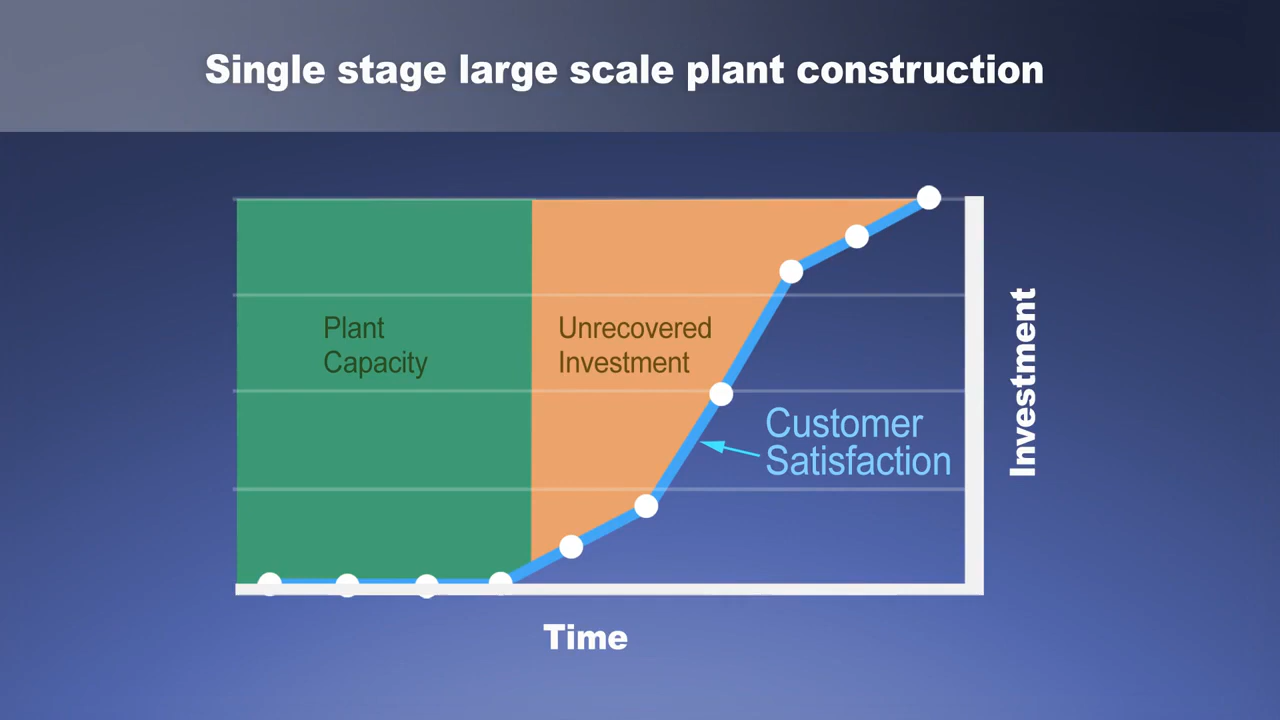 Single stage large scale plant construction
Plant
Capacity
Unrecovered
Investment
Customer
Satisfaction
Investment
Time